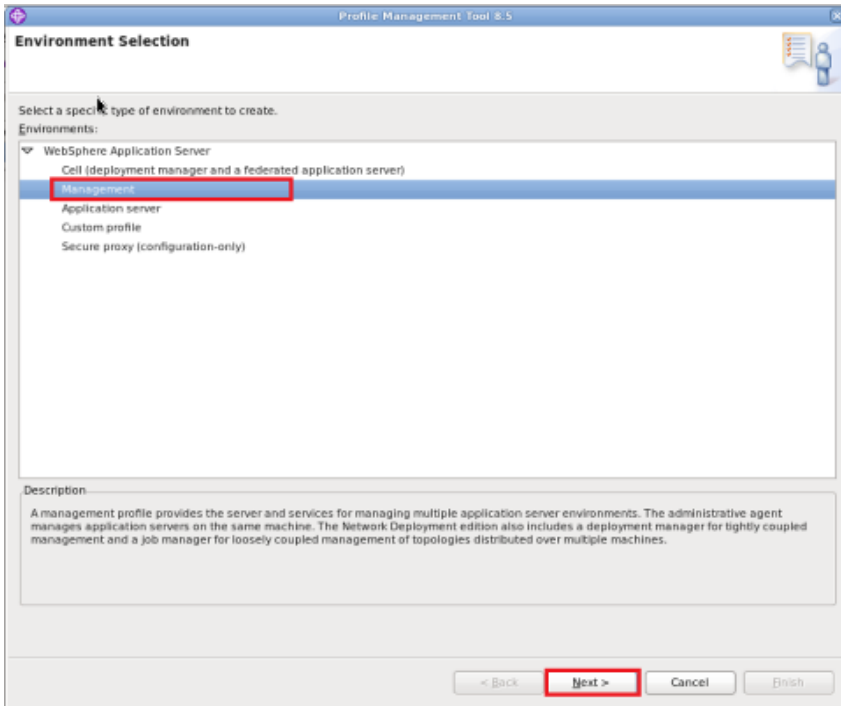 Profile Management Tool 8.5
Environment Selection
Select a specific type of environment to create.
Environments:
WebSphere Application Server
Cell (deployment manager and a federated application server)
Management
Application server
Custom profile
Secure proxy (configuration-only)
Description
A management profile provides the server and services for managing multiple application server environments. The administrative agent
manages application servers on the same machine. The Network Deployment edition also includes a deployment manager for tightly coupled
management and a job manager for loosely coupled management of topologies distributed over multiple machines.
< Back Next > Cancel Finish